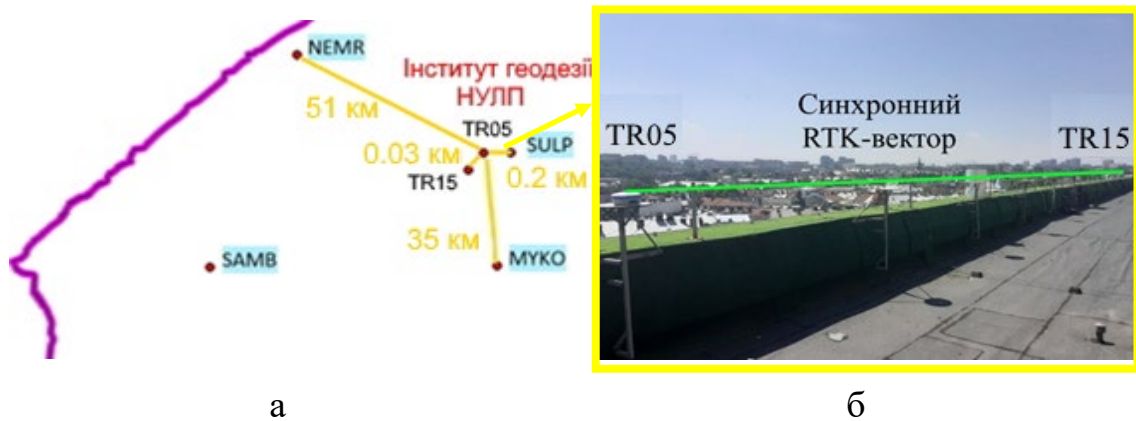 NEMR
Інститут геодезії
НУЛП
51 км
TR05
SULP
0.03 км
TR15
0.2 км
35 км
SAMB
MYKO
Синхронний
RTK-вектор
TR05
TR15
а
б